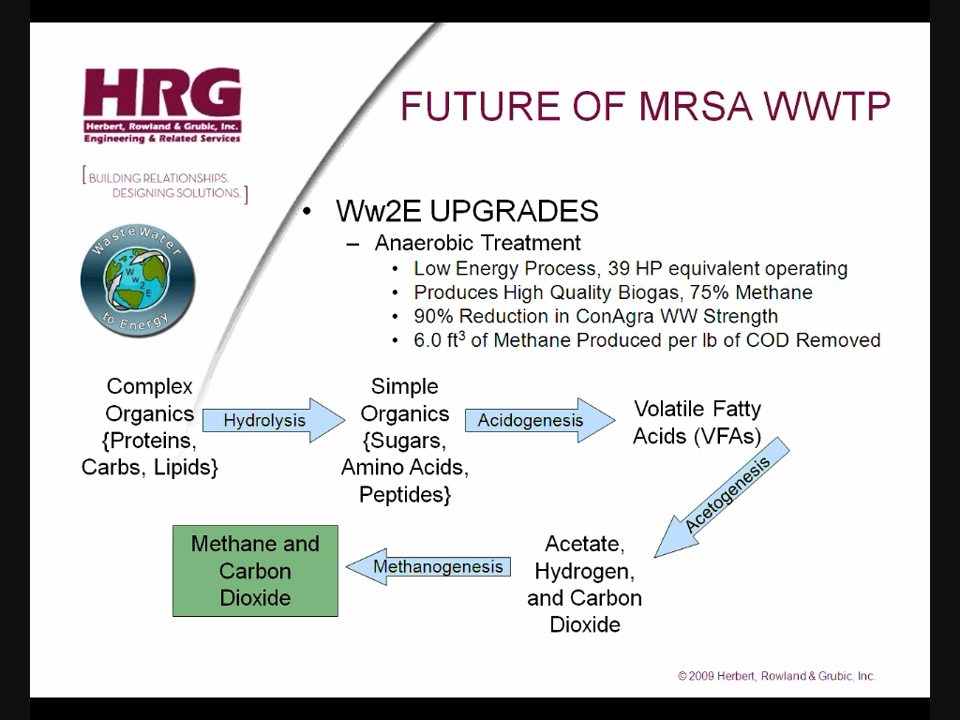 HRG
Herbert, Rowland & Grubic, Inc.
Engineering & Related Services
[BUILDING RELATIONSHIPS.
DESIGNING SOLUTIONS.]
WasteWater
WW2E
to Energy
FUTURE OF MRSA WWTP
• Ww2E UPGRADES
– Anaerobic Treatment
• Low Energy Process, 39 HP equivalent operating
• Produces High Quality Biogas, 75% Methane
• 90% Reduction in ConAgra WW Strength
• 6.0 ft³ of Methane Produced per lb of COD Removed
Complex
Organics
{Proteins,
Carbs, Lipids}
Hydrolysis
Simple
Organics
{Sugars,
Amino Acids,
Peptides}
Acidogenesis
Volatile Fatty
Acids (VFAs)
Acetogenesis
Acetate,
Hydrogen,
and Carbon
Dioxide
Methanogenesis
Methane and
Carbon
Dioxide
© 2009 Herbert, Rowland & Grubic, Inc.